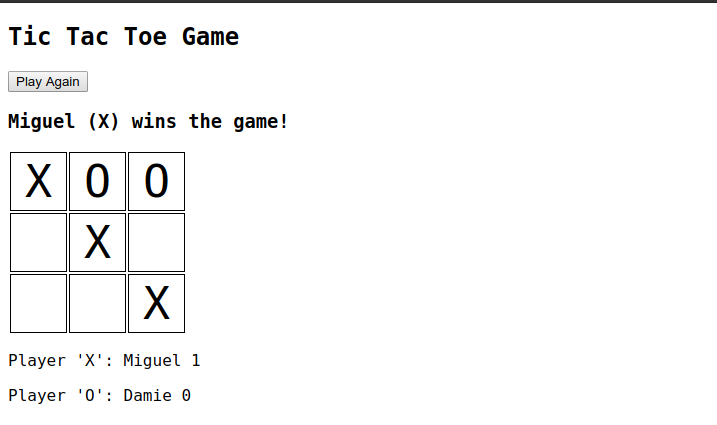 Tic Tac Toe Game
Play Again
Miguel (X) wins the game!
X O O
X
X
Player 'X': Miguel 1
Player 'O': Damie 0